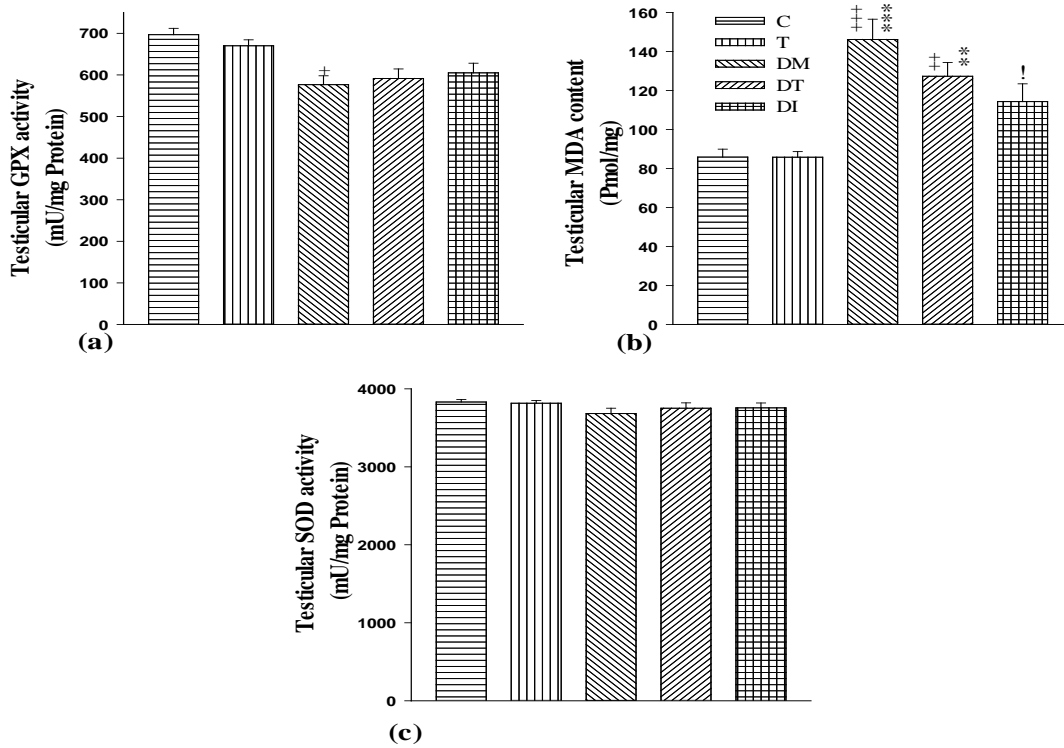 Testicular GPX activity
(mU/mg Protein)
700
600
500
400
300
200
100
0
‡
(a)
Testicular MDA content
(Pmol/mg)
160
140
120
100
80
60
40
20
0
C
T
DM
DT
DI
‡‡‡
***
‡‡
**
!
(b)
Testicular SOD activity
(mU/mg Protein)
4000
3000
2000
1000
0
(c)